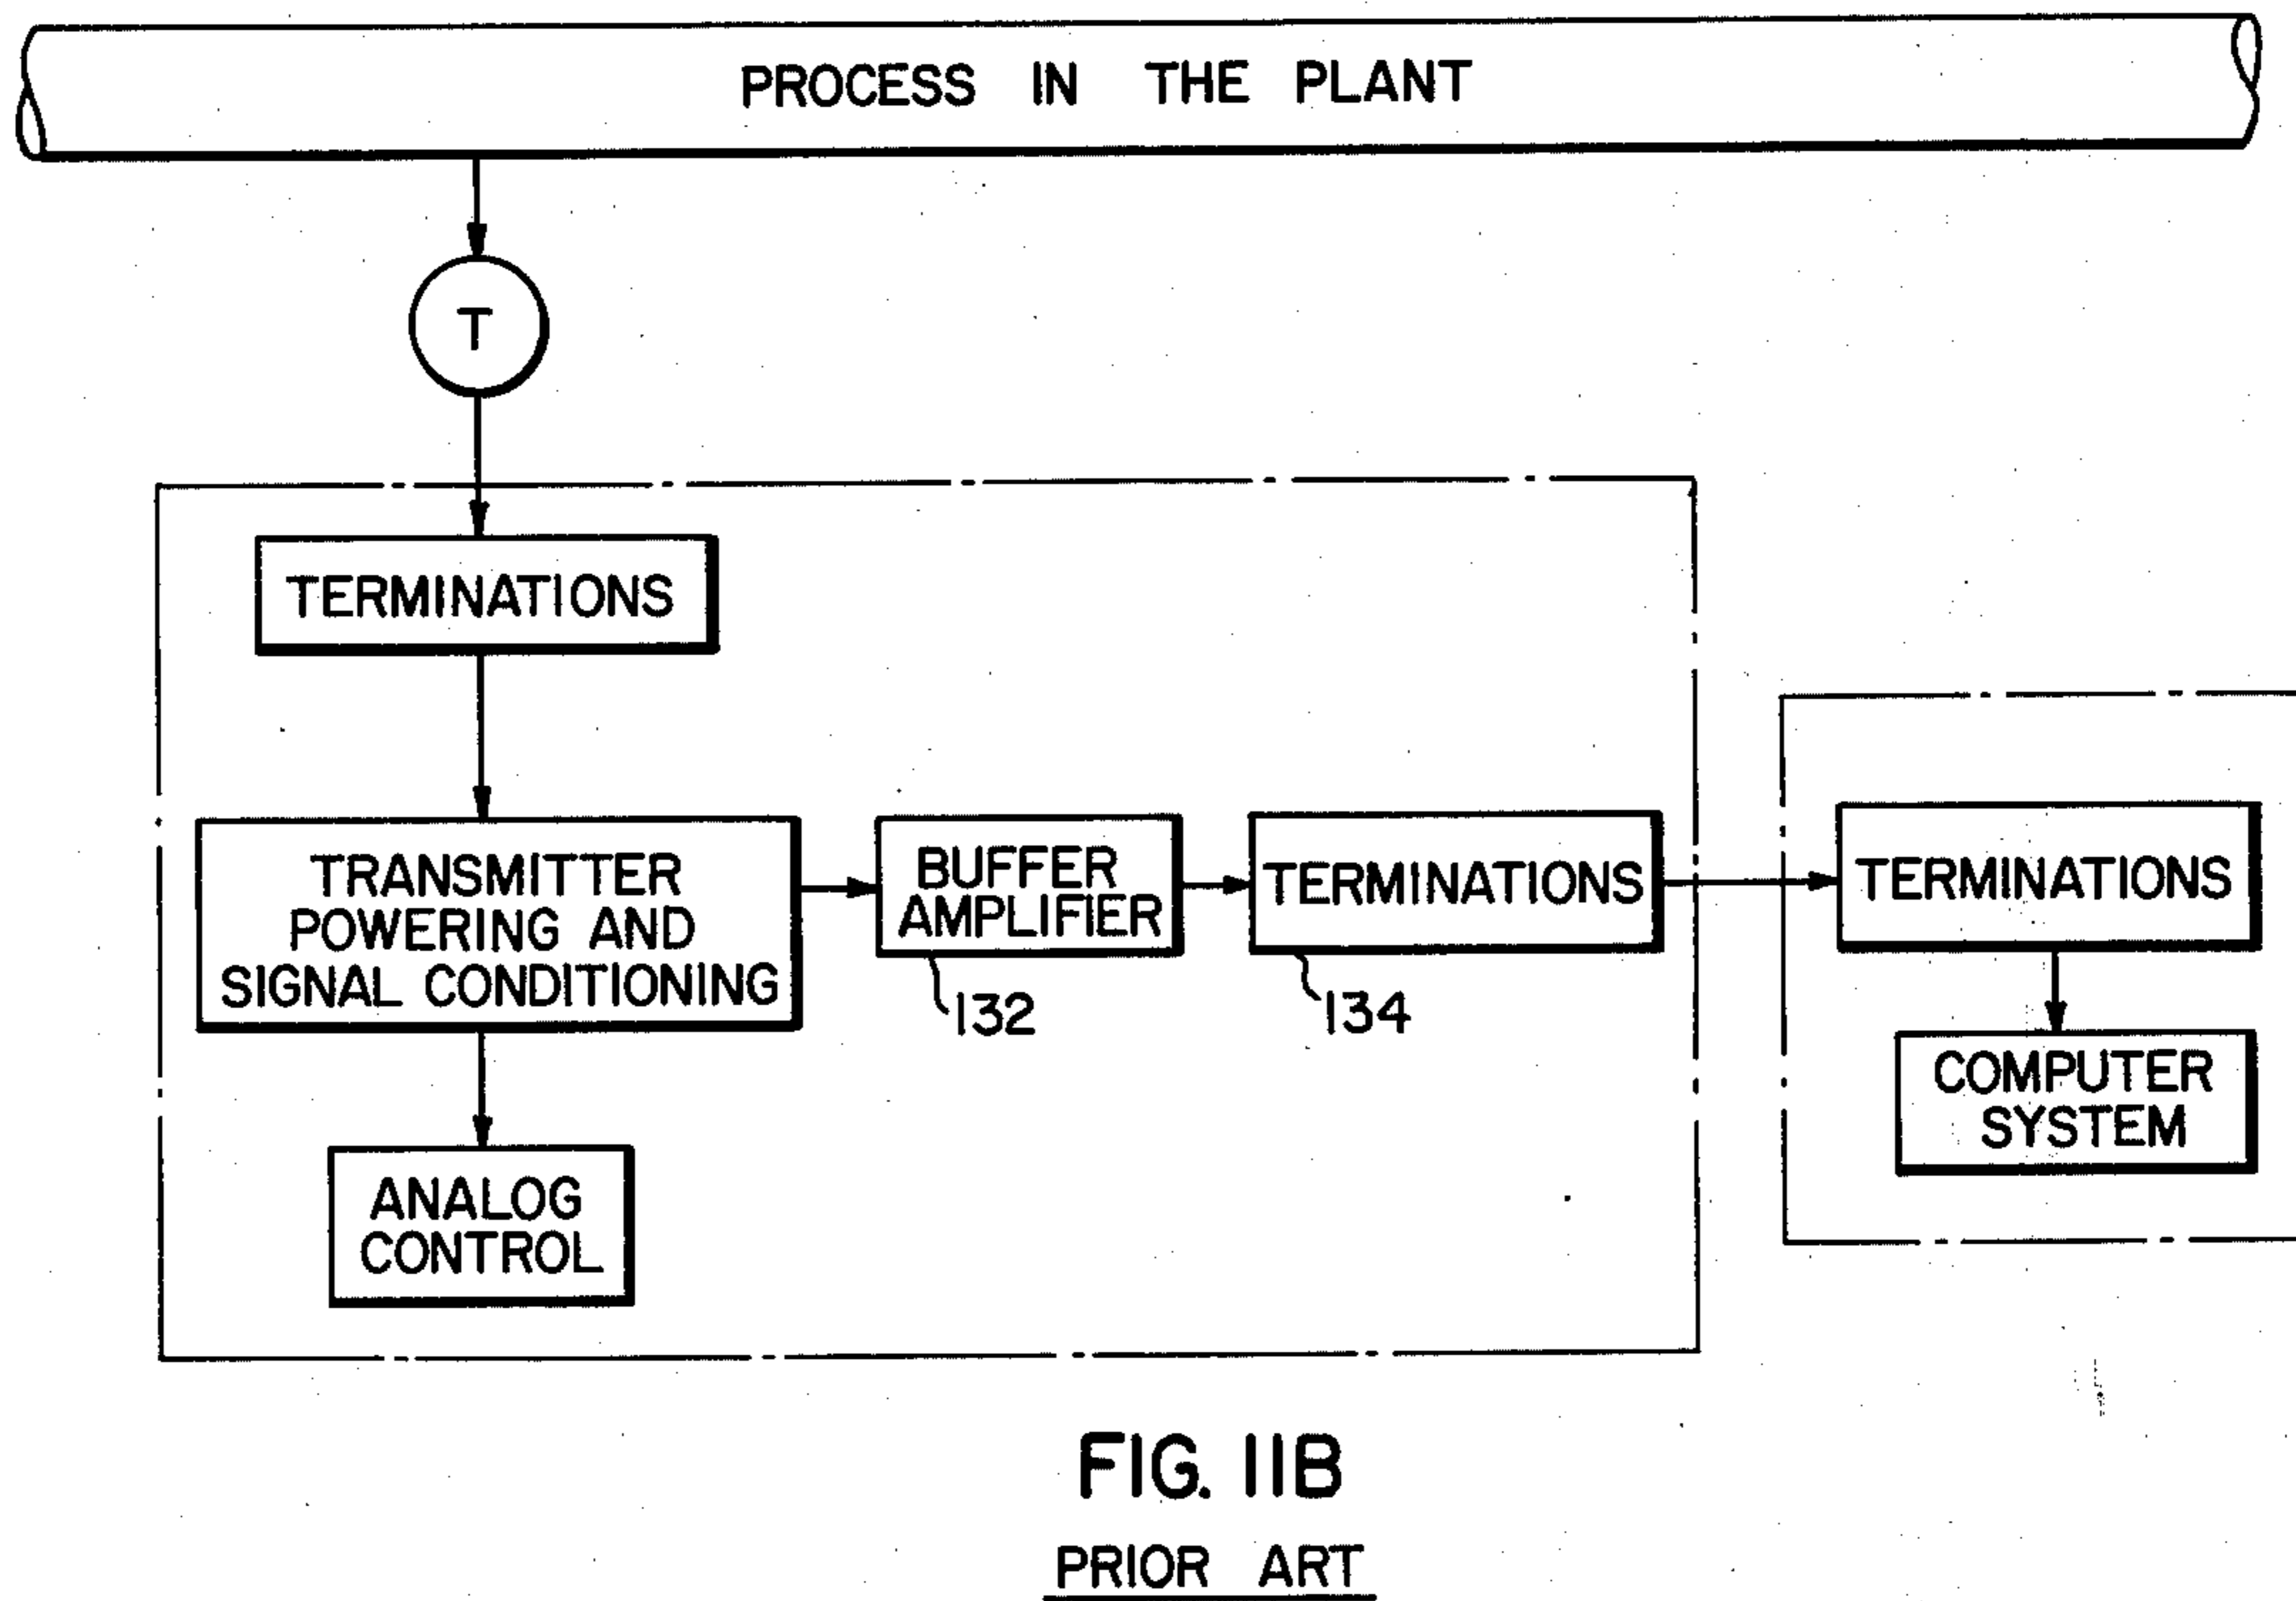 PROCESS IN THE PLANT
T
TERMINATIONS
TRANSMITTER
POWERING AND
SIGNAL CONDITIONING
BUFFER
AMPLIFIER
132
TERMINATIONS
134
TERMINATIONS
COMPUTER
SYSTEM
ANALOG
CONTROL
FIG. 11B
PRIOR ART